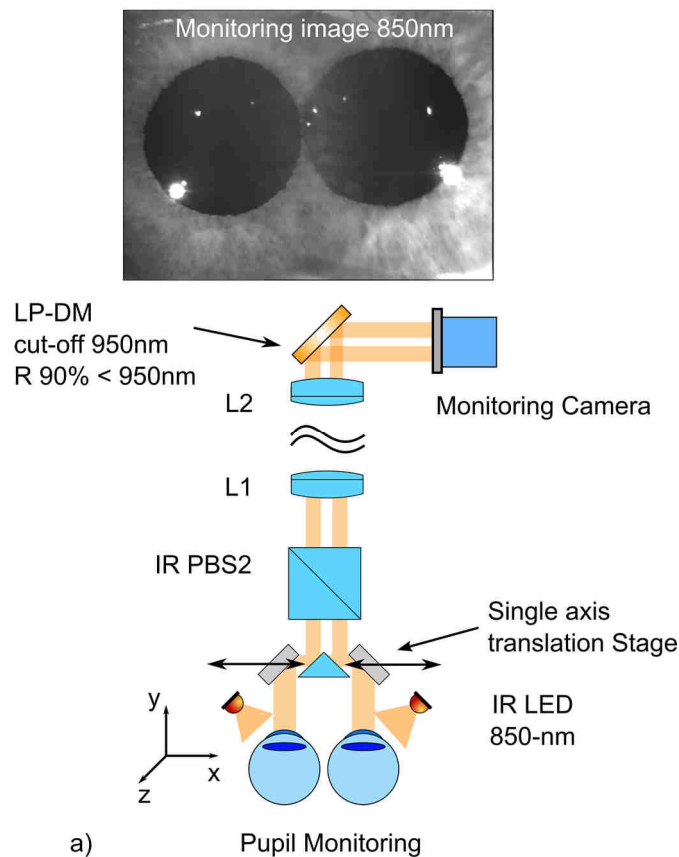 Monitoring image 850nm
LP-DM
cut-off 950nm
R 90% < 950nm
L2
Monitoring Camera
L1
IR PBS2
Single axis
translation Stage
IR LED
850-nm
y
x
z
a)
Pupil Monitoring